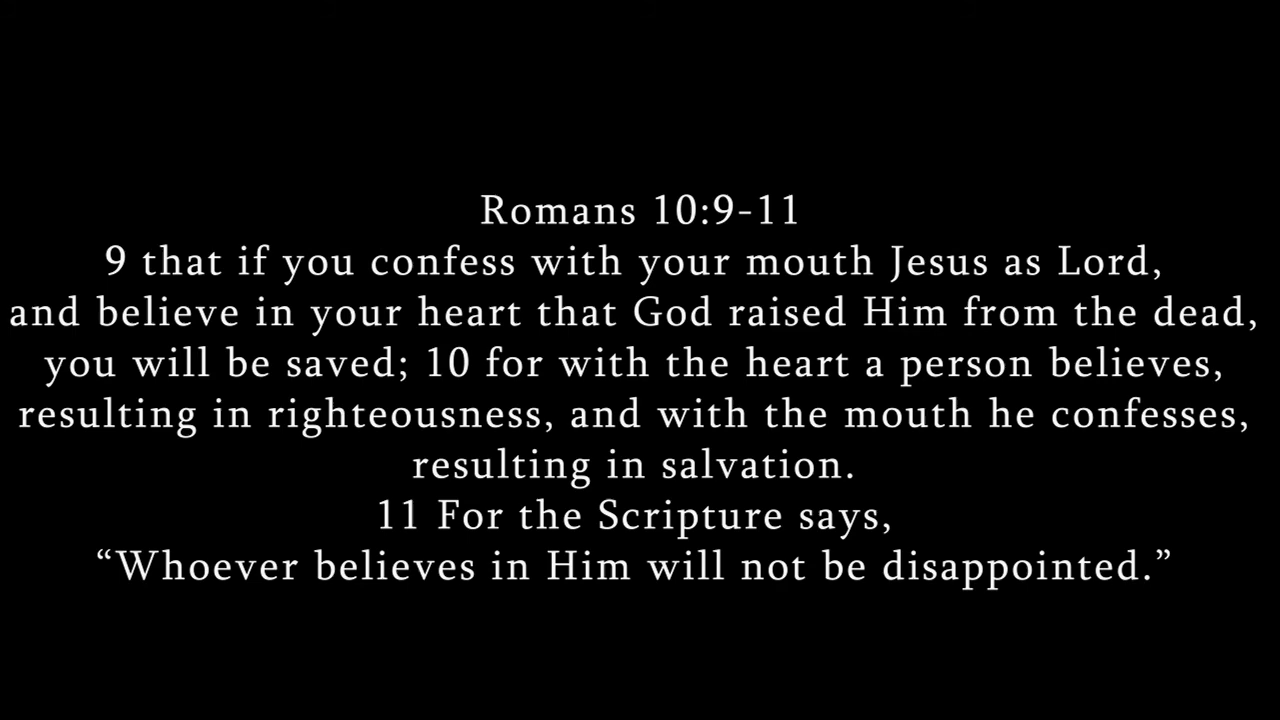 Romans 10:9-11
9 that if you confess with your mouth Jesus as Lord,
and believe in your heart that God raised Him from the dead,
you will be saved; 10 for with the heart a person believes,
resulting in righteousness, and with the mouth he confesses,
resulting in salvation.
11 For the Scripture says,
“Whoever believes in Him will not be disappointed.”